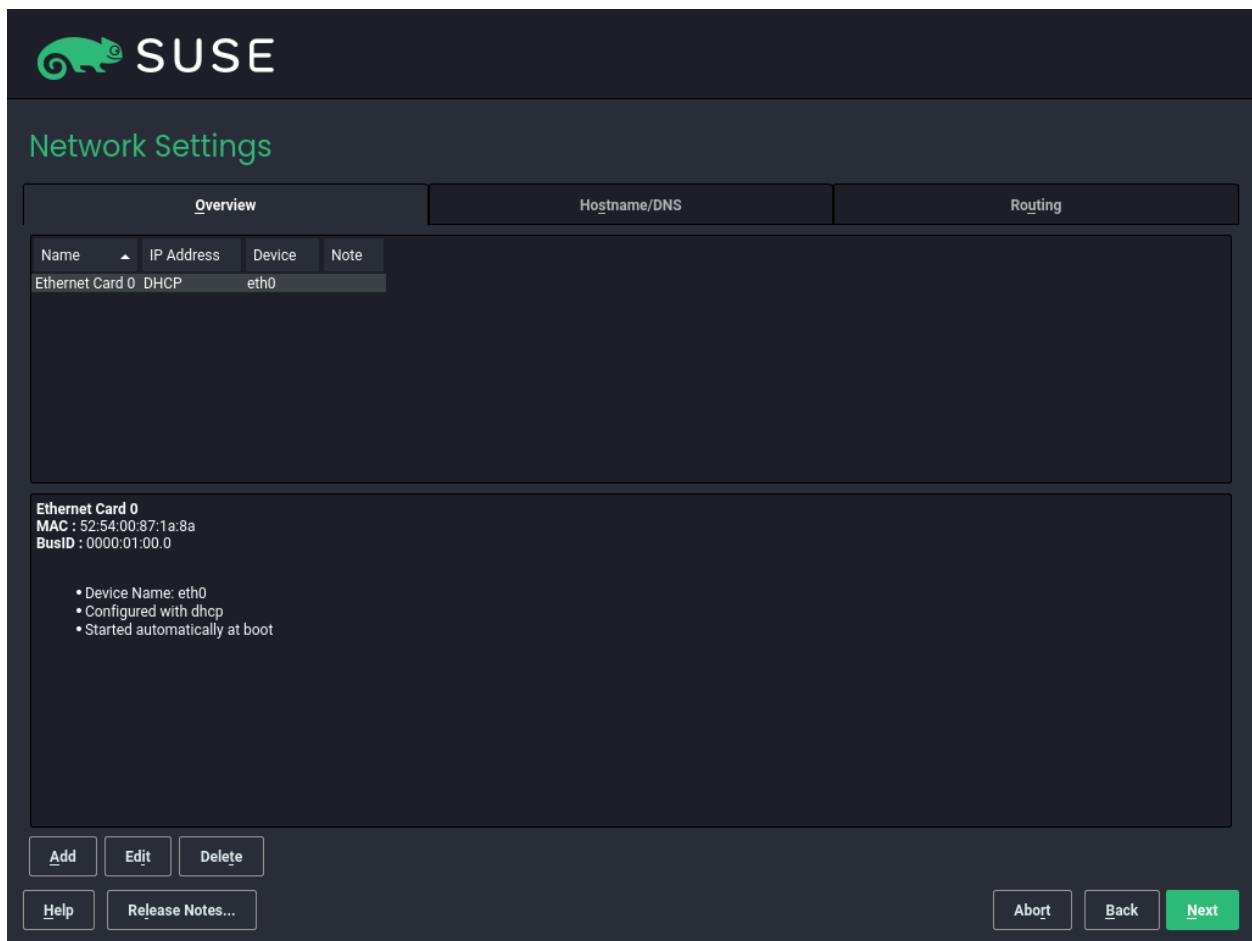 SUSE
Network Settings
Overview Hostname/DNS Routing
Name IP Address Device Note
Ethernet Card 0 DHCP eth0
Ethernet Card 0
MAC : 52:54:00:87:1a:8a
BusID : 0000:01:00.0
• Device Name: eth0
• Configured with dhcp
• Started automatically at boot
Add Edit Delete
Help Release Notes... Abort Back Next